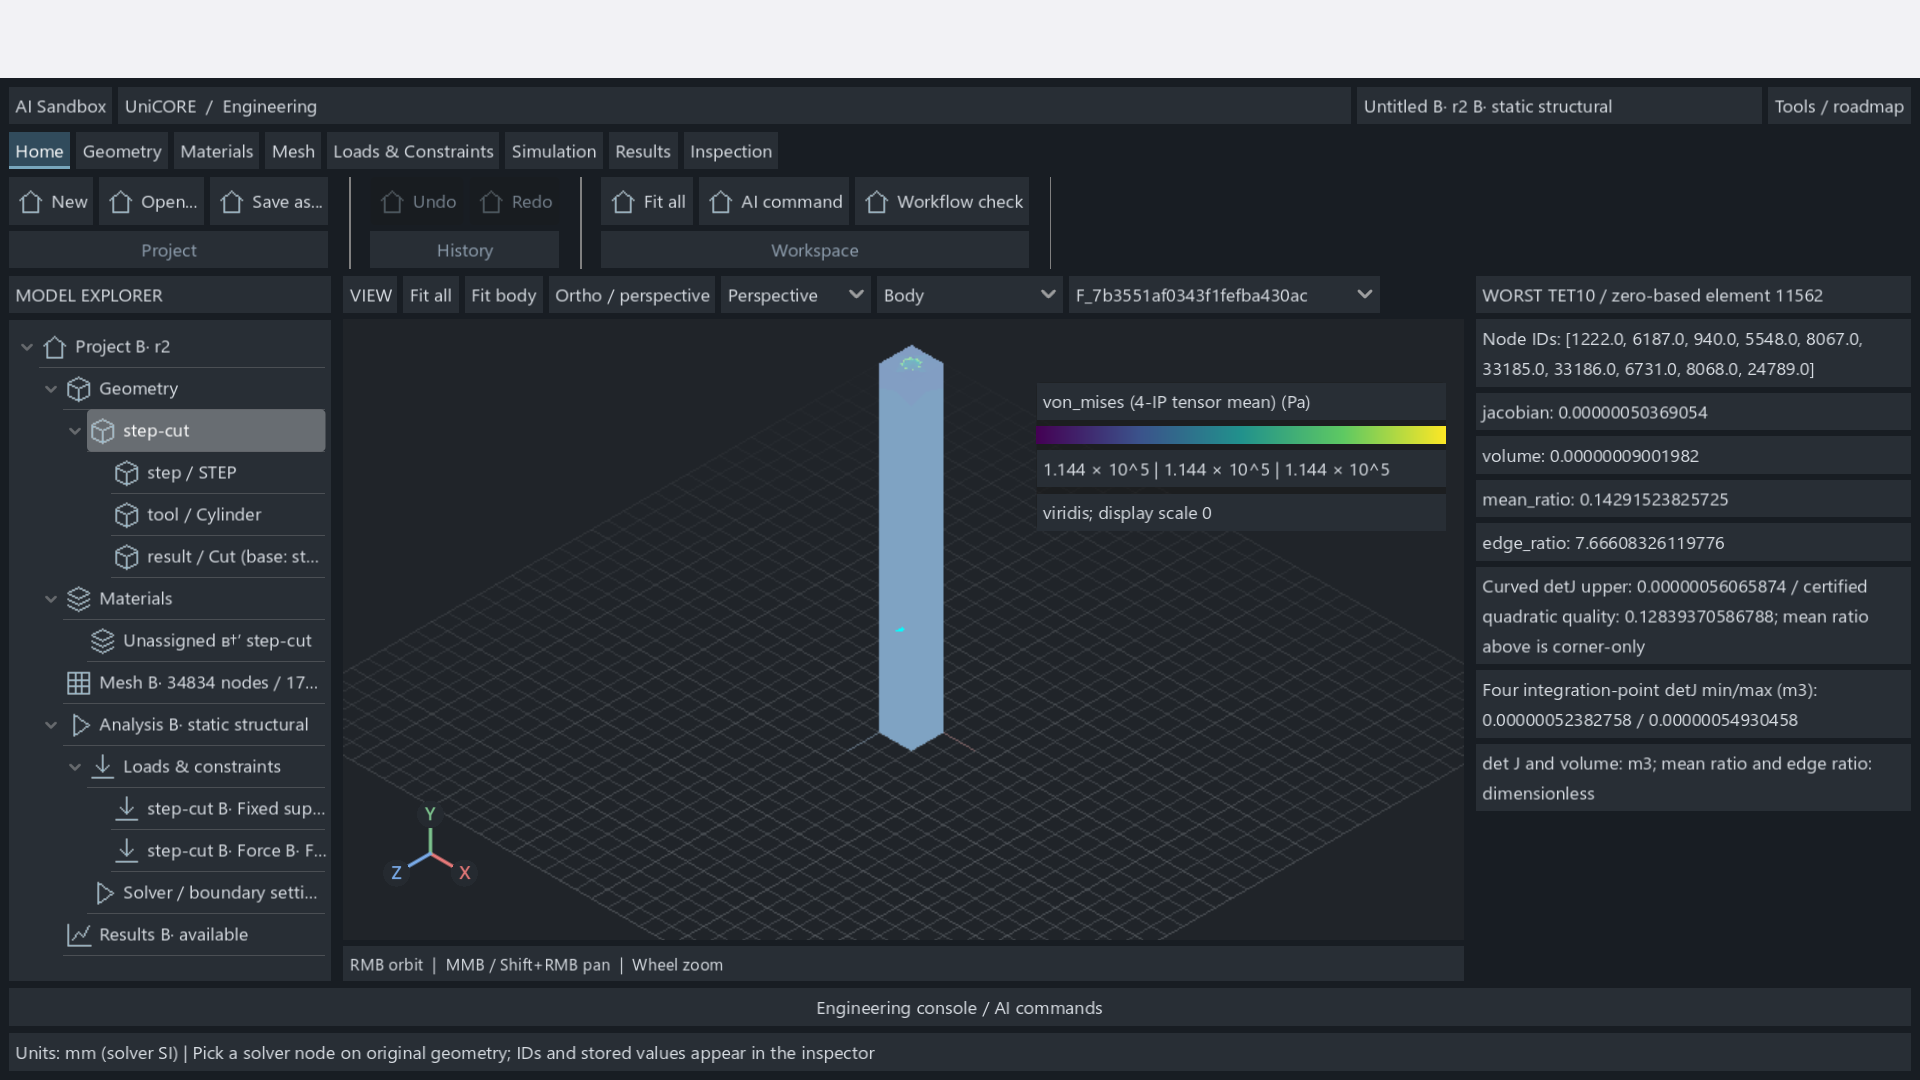 AI Sandbox
UniCORE / Engineering
Untitled В· r2 В· static structural
Tools / roadmap
Home
Geometry
Materials
Mesh
Loads & Constraints
Simulation
Results
Inspection
New
Open...
Save as...
Undo
Redo
Fit all
AI command
Workflow check
Project
History
Workspace
MODEL EXPLORER
VIEW
Fit all
Fit body
Ortho / perspective
Perspective
Body
F_7b3551af0343f1fefba430ac
WORST TET10 / zero-based element 11562
Project В· r2
Geometry
step-cut
step / STEP
tool / Cylinder
result / Cut (base: st...
Materials
Unassigned в†’ step-cut
Mesh В· 34834 nodes / 17...
Analysis В· static structural
Loads & constraints
step-cut В· Fixed sup...
step-cut В· Force В· F...
Solver / boundary setti...
Results В· available
von_mises (4-IP tensor mean) (Pa)
1.144 × 10^5 | 1.144 × 10^5 | 1.144 × 10^5
viridis; display scale 0
Y
Z
X
RMB orbit | MMB / Shift+RMB pan | Wheel zoom
Node IDs: [1222.0, 6187.0, 940.0, 5548.0, 8067.0,
33185.0, 33186.0, 6731.0, 8068.0, 24789.0]
jacobian: 0.00000050369054
volume: 0.00000009001982
mean_ratio: 0.14291523825725
edge_ratio: 7.66608326119776
Curved detJ upper: 0.00000056065874 / certified
quadratic quality: 0.12839370586788; mean ratio
above is corner-only
Four integration-point detJ min/max (m3):
0.00000052382758 / 0.00000054930458
det J and volume: m3; mean ratio and edge ratio:
dimensionless
Engineering console / AI commands
Units: mm (solver SI) | Pick a solver node on original geometry; IDs and stored values appear in the inspector